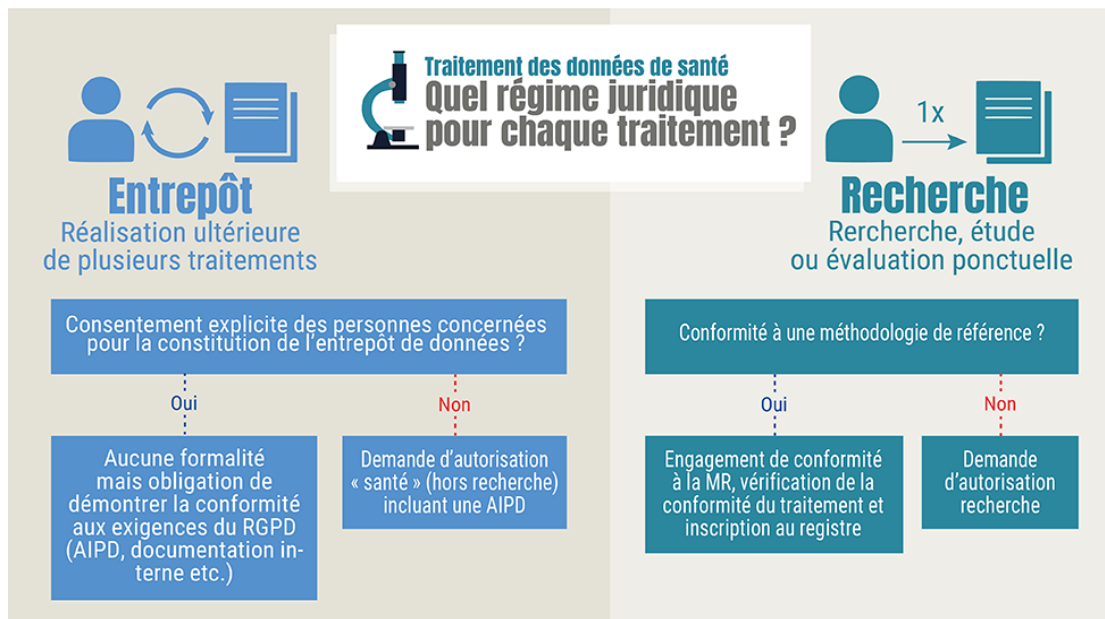 Traitement des données de santé
Quel régime juridique
pour chaque traitement ?
Entrepôt
Réalisation ultérieure
de plusieurs traitements
Consentement explicite des personnes concernées
pour la constitution de l'entrepôt de données ?
Oui
Non
Aucune formalité
mais obligation de
démontrer la conformité
aux exigences du RGPD
(AIPD, documentation in-
terne etc.)
Demande d'autorisation
« santé » (hors recherche)
incluant une AIPD
1x
Recherche
Rercherche, étude
ou évaluation ponctuelle
Conformité à une méthodologie de référence ?
Oui
Non
Engagement de conformité
à la MR, vérification de la
conformité du traitement et
inscription au registre
Demande
d'autorisation
recherche